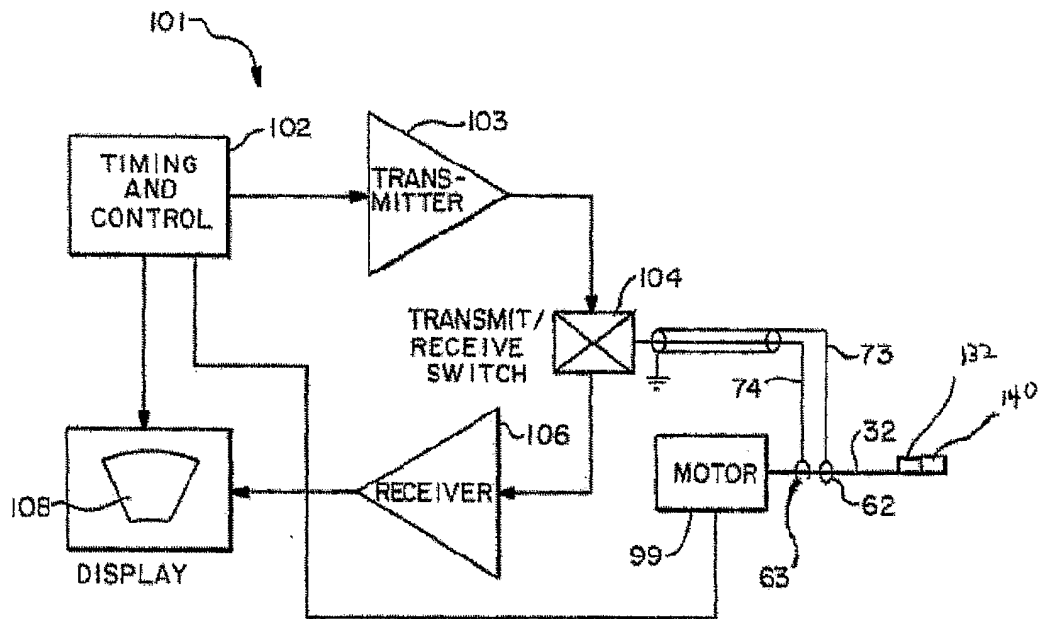 101
102
TIMING
AND
CONTROL
103
TRANS-
MITTER
104
TRANSMIT/
RECEIVE
SWITCH
73
74
132
140
32
106
MOTOR
RECEIVER
108
62
99
63
DISPLAY